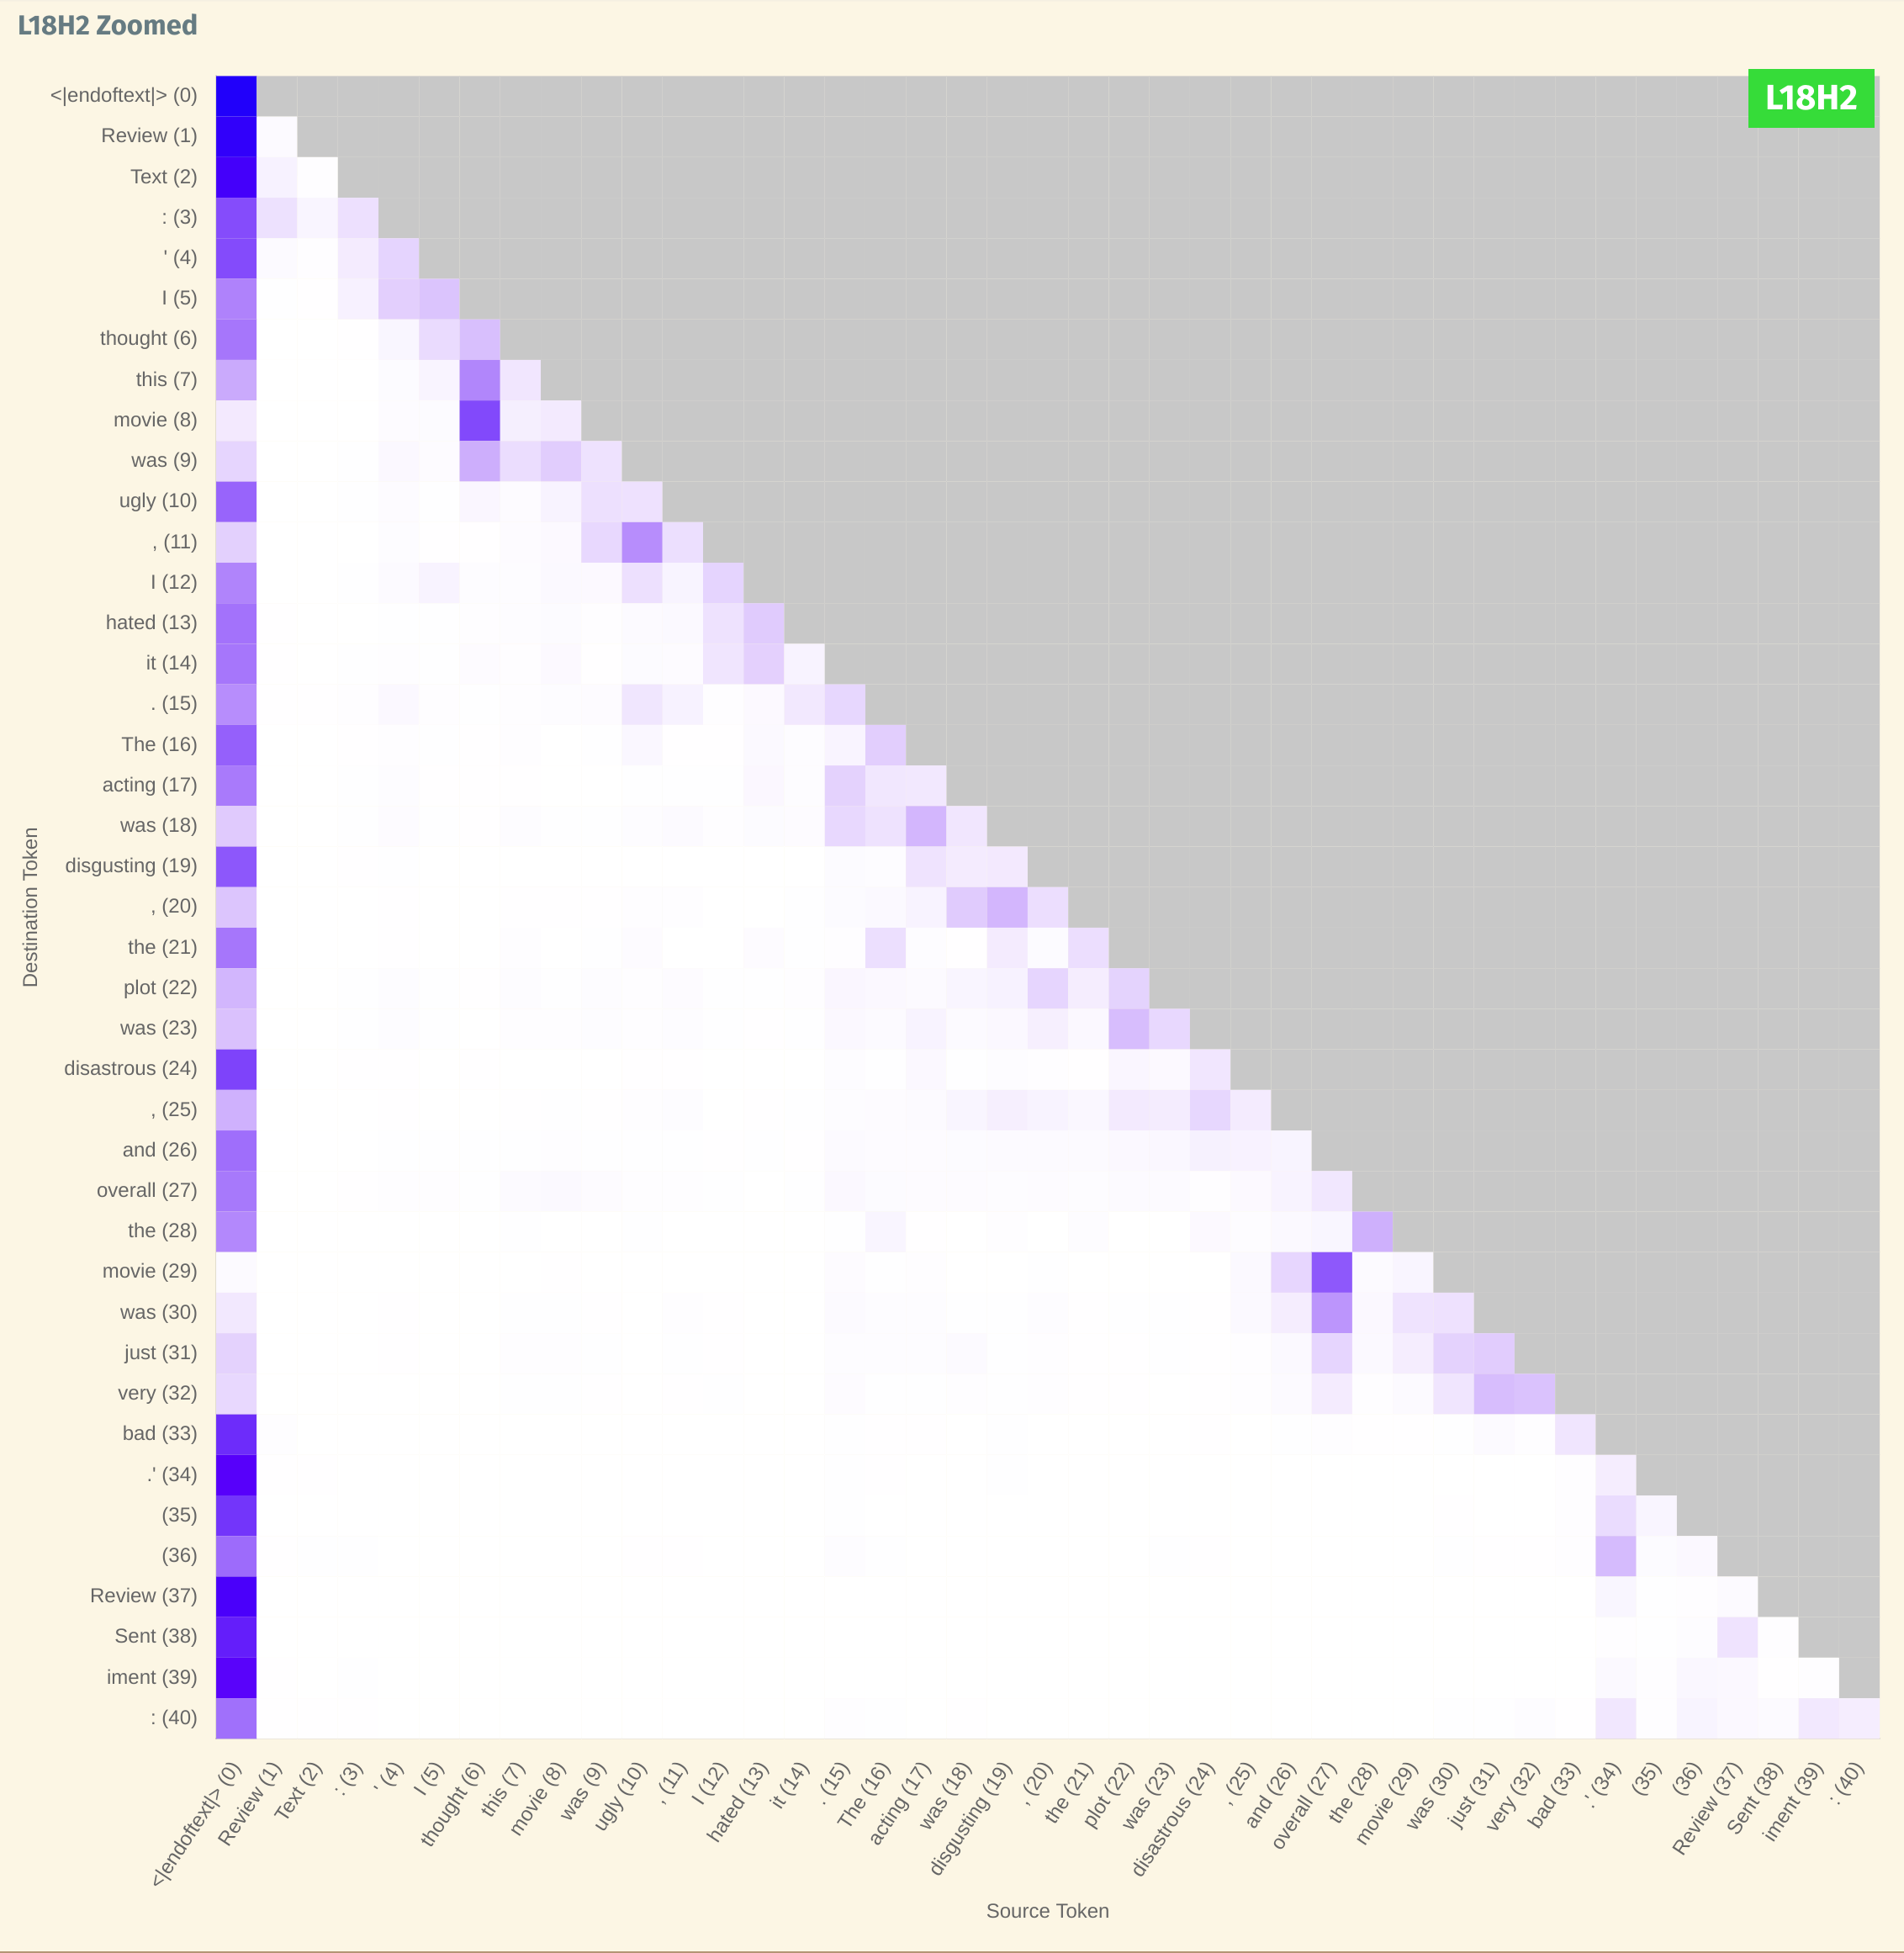 L18H2 Zoomed
L18H2
<|endoftext|> (0)
Review (1)
Text (2)
: (3)
' (4)
I (5)
thought (6)
this (7)
movie (8)
was (9)
ugly (10)
, (11)
I (12)
hated (13)
it (14)
. (15)
The (16)
acting (17)
was (18)
disgusting (19)
, (20)
the (21)
plot (22)
was (23)
disastrous (24)
, (25)
and (26)
overall (27)
the (28)
movie (29)
was (30)
just (31)
very (32)
bad (33)
.' (34)
(35)
(36)
Review (37)
Sent (38)
iment (39)
: (40)
Destination Token
<|endoftext|> (0)
Review (1)
Text (2)
: (3)
' (4)
I (5)
thought (6)
this (7)
movie (8)
was (9)
ugly (10)
, (11)
I (12)
hated (13)
it (14)
. (15)
The (16)
acting (17)
was (18)
disgusting (19)
, (20)
the (21)
plot (22)
was (23)
disastrous (24)
, (25)
and (26)
overall (27)
the (28)
movie (29)
was (30)
just (31)
very (32)
bad (33)
.' (34)
(35)
(36)
Review (37)
Sent (38)
iment (39)
: (40)
Source Token